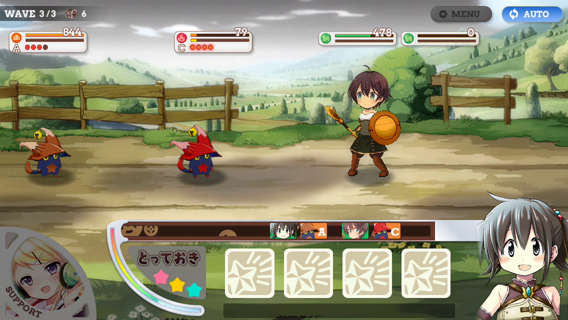 WAVE 3/3
6
MENU
AUTO
844
A
79
C
478
0
A
C
とっておき
SUPPORT